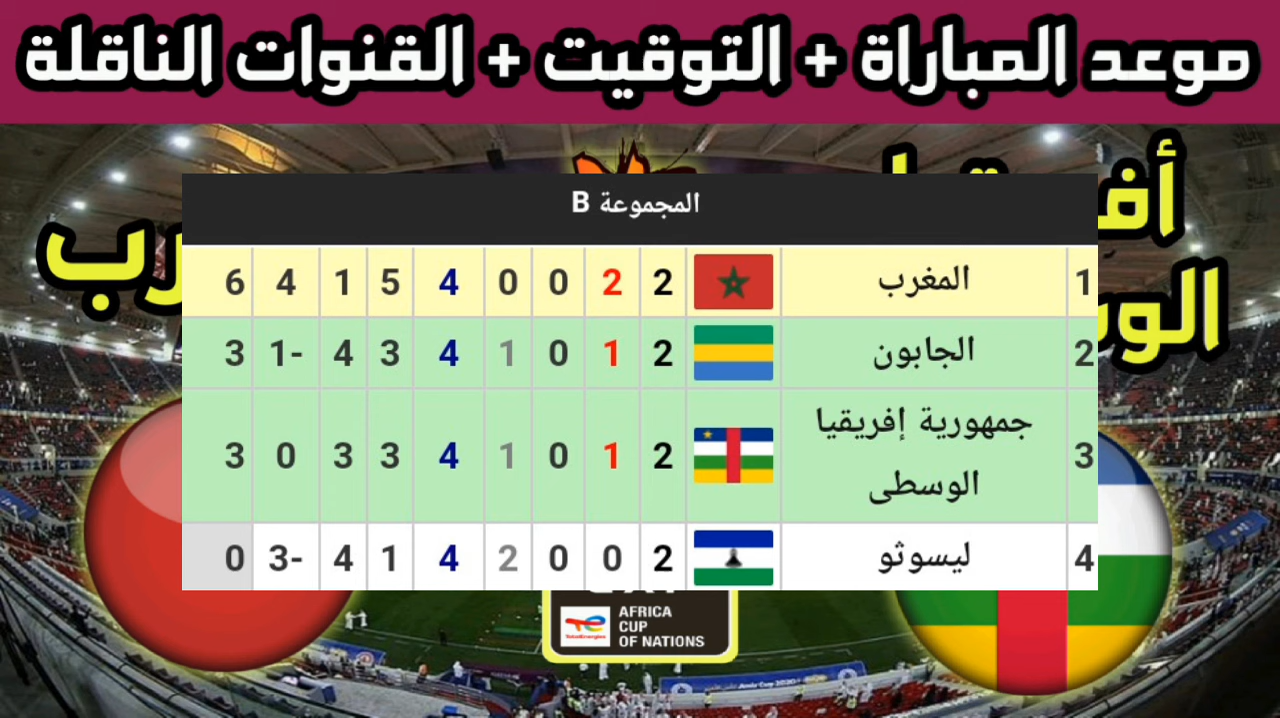 موعد المباراة + التوقيت + القنوات الناقلة
المجموعة B
1 المغرب 2 2 0 0 4 5 1 4 6
2 الجابون 2 1 0 1 4 3 4 1- 3
3 جمهورية إفريقيا
الوسطى 2 1 0 1 4 3 3 0 3
4 ليسوثو 2 0 0 2 4 1 4 3- 0
TotalEnergies
AFRICA
CUP
OF NATIONS